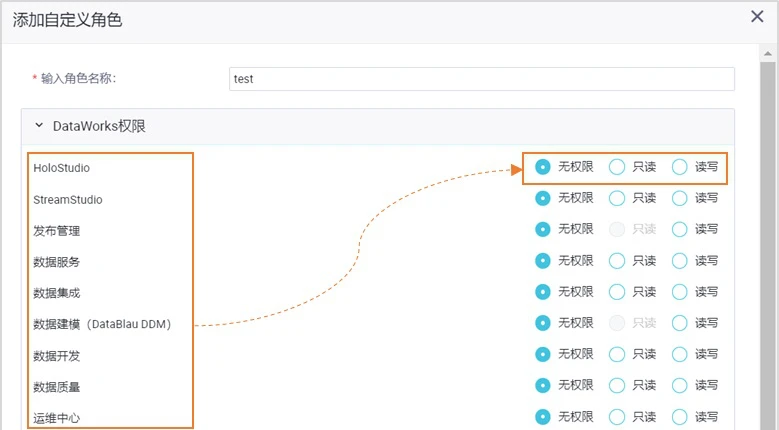 添加自定义角色
* 输入角色名称： test
DataWorks权限
HoloStudio 无权限 只读 读写
StreamStudio 无权限 只读 读写
发布管理 无权限 只读 读写
数据服务 无权限 只读 读写
数据集成 无权限 只读 读写
数据建模（DataBlau DDM） 无权限 只读 读写
数据开发 无权限 只读 读写
数据质量 无权限 只读 读写
运维中心 无权限 只读 读写